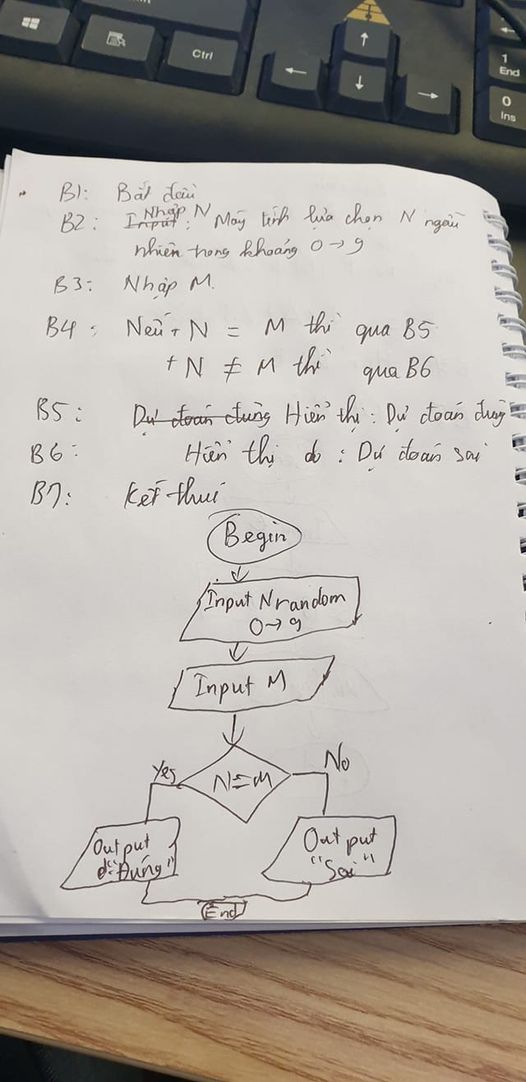 Ctrl
1
End
0
Ins
B1: Bắt đầu
B2: Input: Nhập N Máy tính lựa chọn N ngẫu
nhiên trong khoảng 0 → 9
B3: Nhập M.
B4: Nếu + N = M thì qua B5
+ N ≠ M thì qua B6
B5: Dự đoán đúng Hiển thị: Dự đoán đúng
B6: Hiển thị : Dự đoán sai
B7: Kết thúc
Begin
Input N random
0→9
Input M
Yes
N=M
No
Output
"Đúng"
Output
"Sai"
End